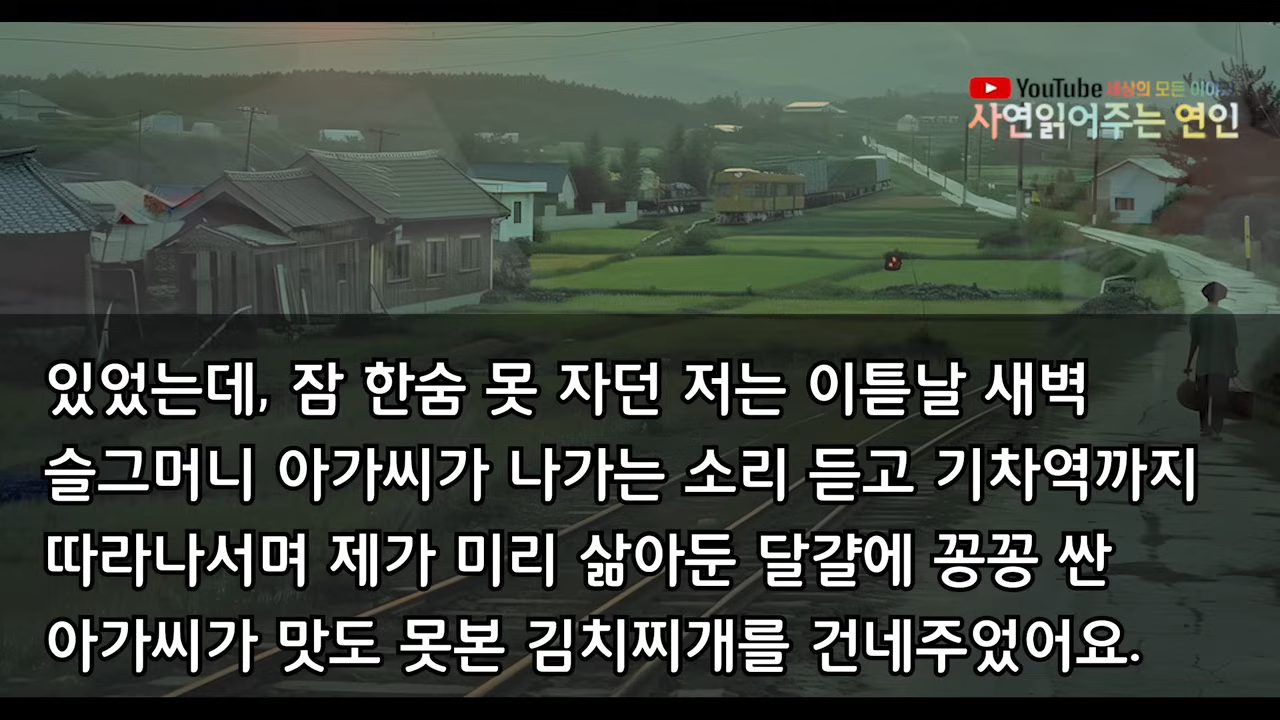 YouTube 세상의 모든 이야
사연읽어주는 연인
있었는데, 잠 한숨 못 자던 저는 이튿날 새벽
슬그머니 아가씨가 나가는 소리 듣고 기차역까지
따라나서며 제가 미리 삶아둔 달걀에 꽁꽁 싼
아가씨가 맛도 못본 김치찌개를 건네주었어요.